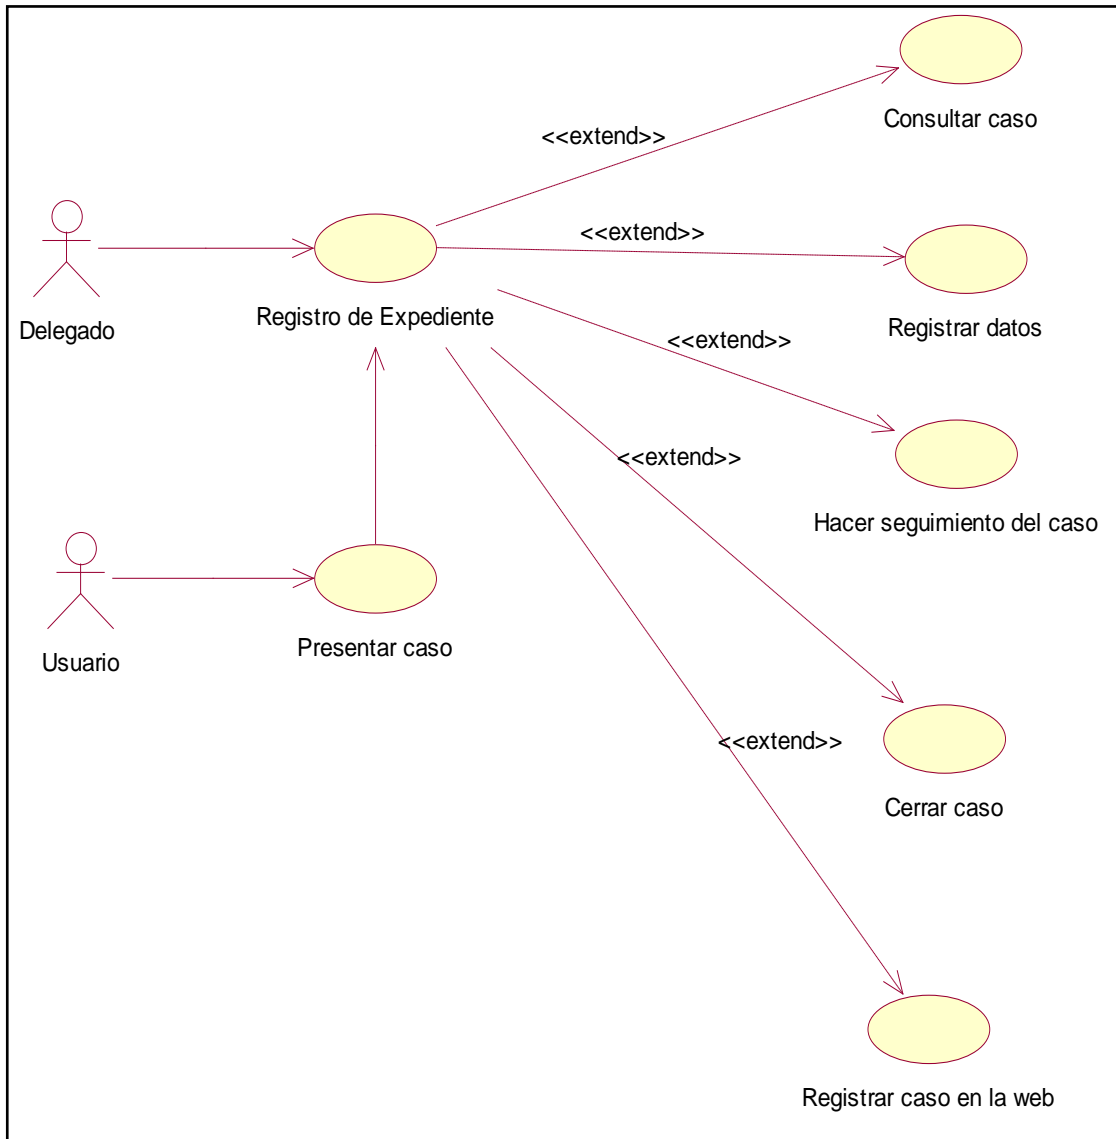 Consultar caso
<<extend>>
<<extend>>
Delegado
Registro de Expediente
Registrar datos
<<extend>>
<<extend>>
Hacer seguimiento del caso
Usuario
Presentar caso
<<extend>>
Cerrar caso
Registrar caso en la web